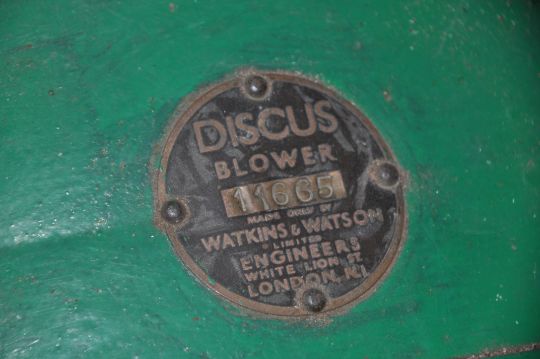 DISCUS
BLOWER
11665
MADE ONLY BY
WATKINS & WATSON
LIMITED
ENGINEERS
WHITE LION ST.
LONDON. N.1